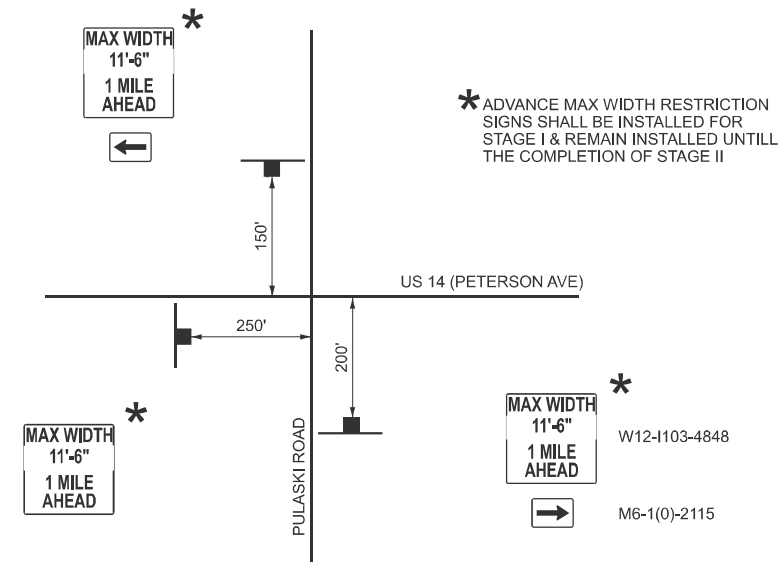 MAX WIDTH
11'-6"
1 MILE
AHEAD
* ADVANCE MAX WIDTH RESTRICTION
SIGNS SHALL BE INSTALLED FOR
STAGE I & REMAIN INSTALLED UNTILL
THE COMPLETION OF STAGE II
150'
US 14 (PETERSON AVE)
250'
200'
PULASKI ROAD
MAX WIDTH
11'-6"
1 MILE
AHEAD
MAX WIDTH
11'-6"
1 MILE
AHEAD
W12-I103-4848
M6-1(0)-2115